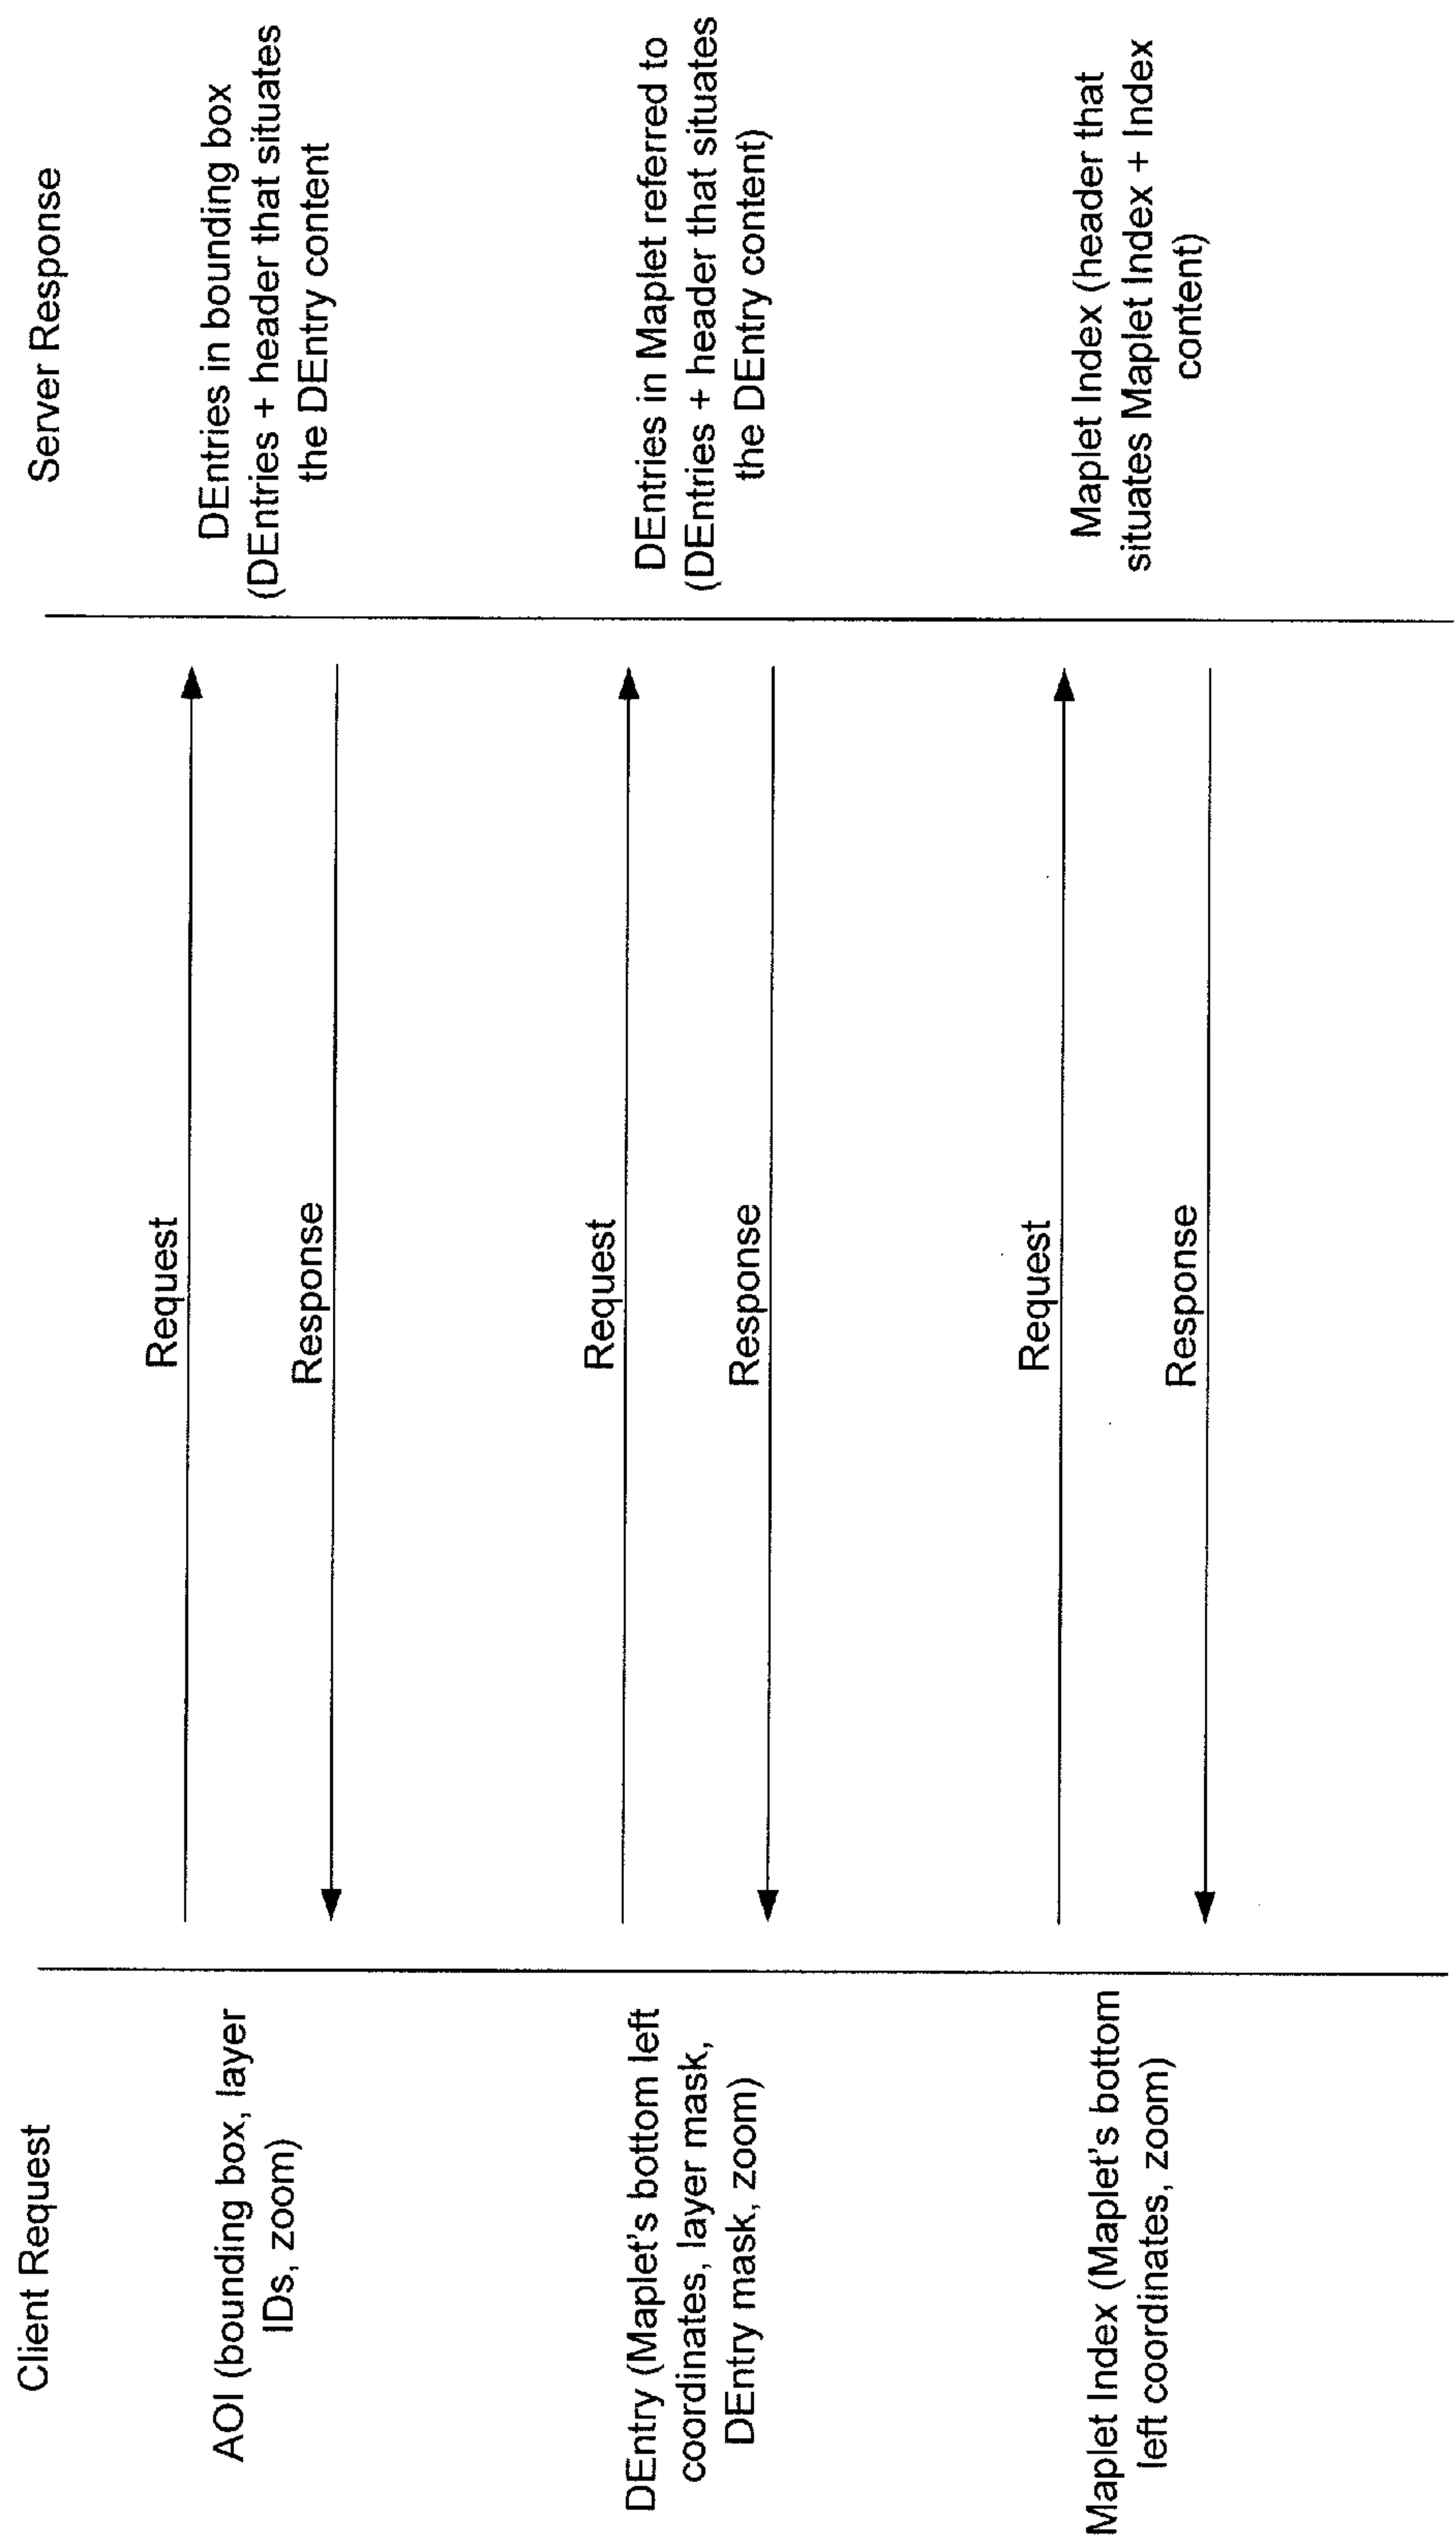 Client Request
Server Response
AOI (bounding box, layer
IDs, zoom)
Request
Response
DEntries in bounding box
(DEntries + header that situates
the DEntry content
DEntry (Maplet's bottom left
coordinates, layer mask,
DEntry mask, zoom)
Request
Response
DEntries in Maplet referred to
(DEntries + header that situates
the DEntry content)
Maplet Index (Maplet's bottom
left coordinates, zoom)
Request
Response
Maplet Index (header that
situates Maplet Index + Index
content)